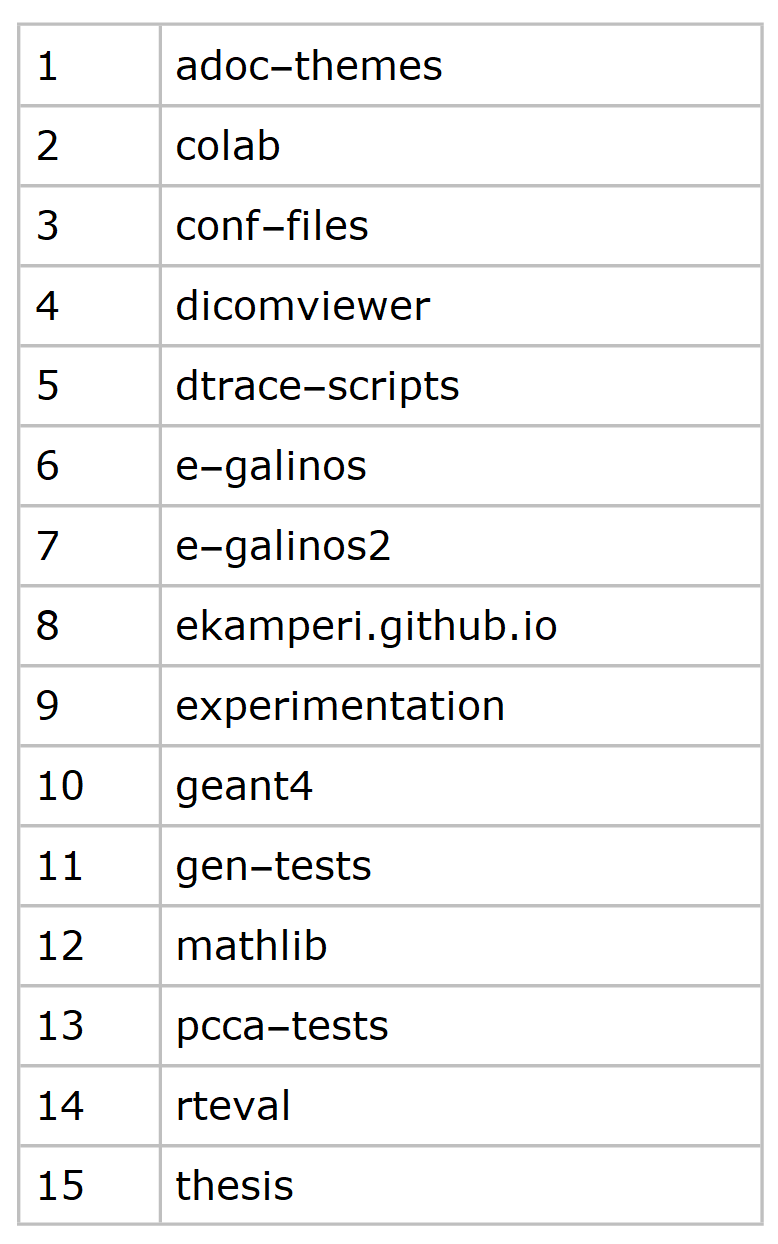 1 adoc–themes
2 colab
3 conf–files
4 dicomviewer
5 dtrace–scripts
6 e–galinos
7 e–galinos2
8 ekamperi.github.io
9 experimentation
10 geant4
11 gen–tests
12 mathlib
13 pcca–tests
14 rteval
15 thesis